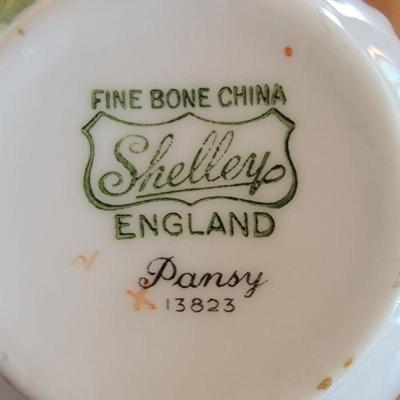 FINE BONE CHINA
Shelley
ENGLAND
Pansy
13823